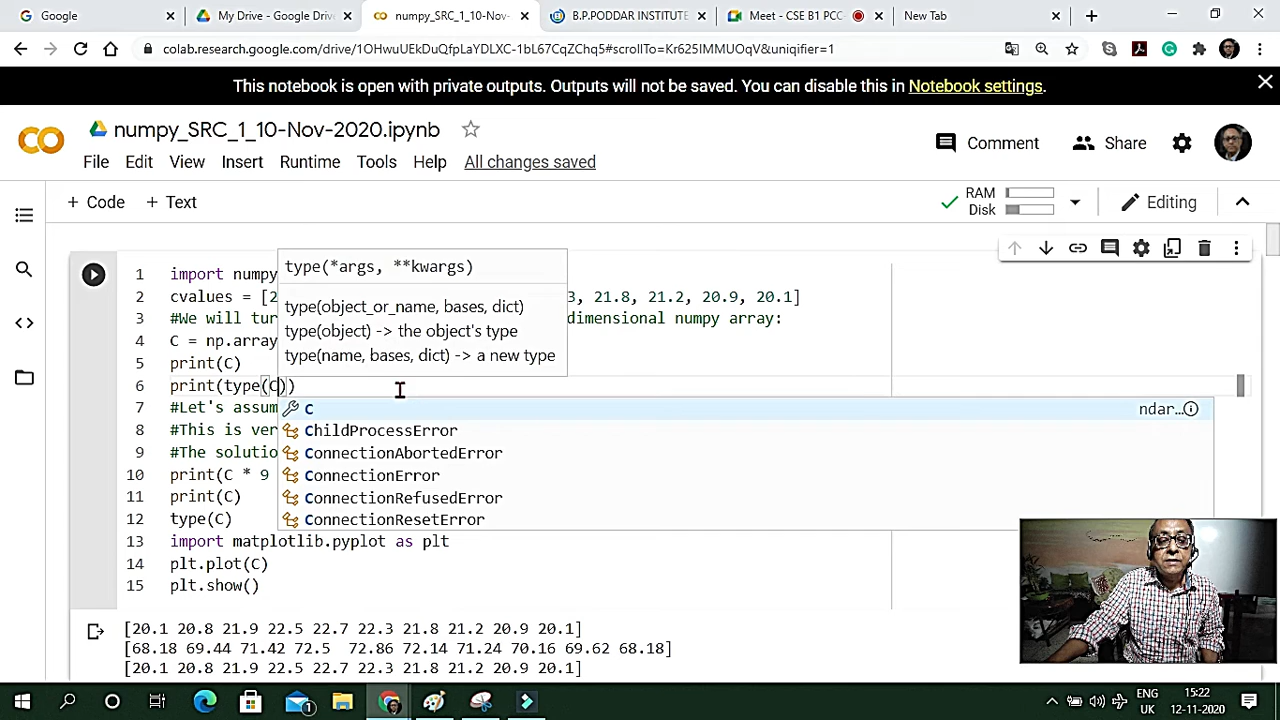 Google
My Drive - Google Driv
numpy_SRC_1_10-Nov-
B.P.PODDAR INSTITUTE
Meet - CSE B1 PCC-
New Tab
colab.research.google.com/drive/1OHwuUEkDuQfpLaYDLXC-1bL67CqZChq5#scrollTo=Kr625IMMUOqV&uniqifier=1
This notebook is open with private outputs. Outputs will not be saved. You can disable this in Notebook settings.
numpy_SRC_1_10-Nov-2020.ipynb
Comment
Share
File Edit View Insert Runtime Tools Help All changes saved
+ Code + Text
RAM
Disk
Editing
type(*args, **kwargs)
type(object_or_name, bases, dict)
type(object) -> the object's type
type(name, bases, dict) -> a new type
1 import numpy
2 cvalues = [2 3, 21.8, 21.2, 20.9, 20.1]
3 #We will tur dimensional numpy array:
4 C = np.array
5 print(C)
6 print(type(C))
7 #Let's assum
8 #This is ver
9 #The solutio
10 print(C * 9
11 print(C)
12 type(C)
13 import matplotlib.pyplot as plt
14 plt.plot(C)
15 plt.show()
C ndar...
ChildProcessError
ConnectionAbortedError
ConnectionError
ConnectionRefusedError
ConnectionResetError
[20.1 20.8 21.9 22.5 22.7 22.3 21.8 21.2 20.9 20.1]
[68.18 69.44 71.42 72.5 72.86 72.14 71.24 70.16 69.62 68.18]
[20.1 20.8 21.9 22.5 22.7 22.3 21.8 21.2 20.9 20.1]
ENG
UK
15:22
12-11-2020